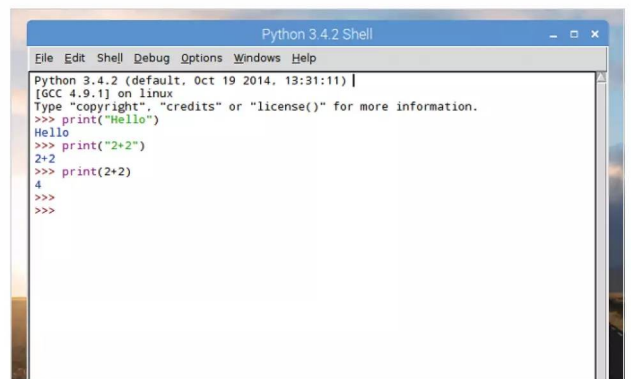 Python 3.4.2 Shell
File Edit Shell Debug Options Windows Help
Python 3.4.2 (default, Oct 19 2014, 13:31:11)
[GCC 4.9.1] on linux
Type "copyright", "credits" or "license()" for more information.
>>> print("Hello")
Hello
>>> print("2+2")
2+2
>>> print(2+2)
4
>>>
>>>